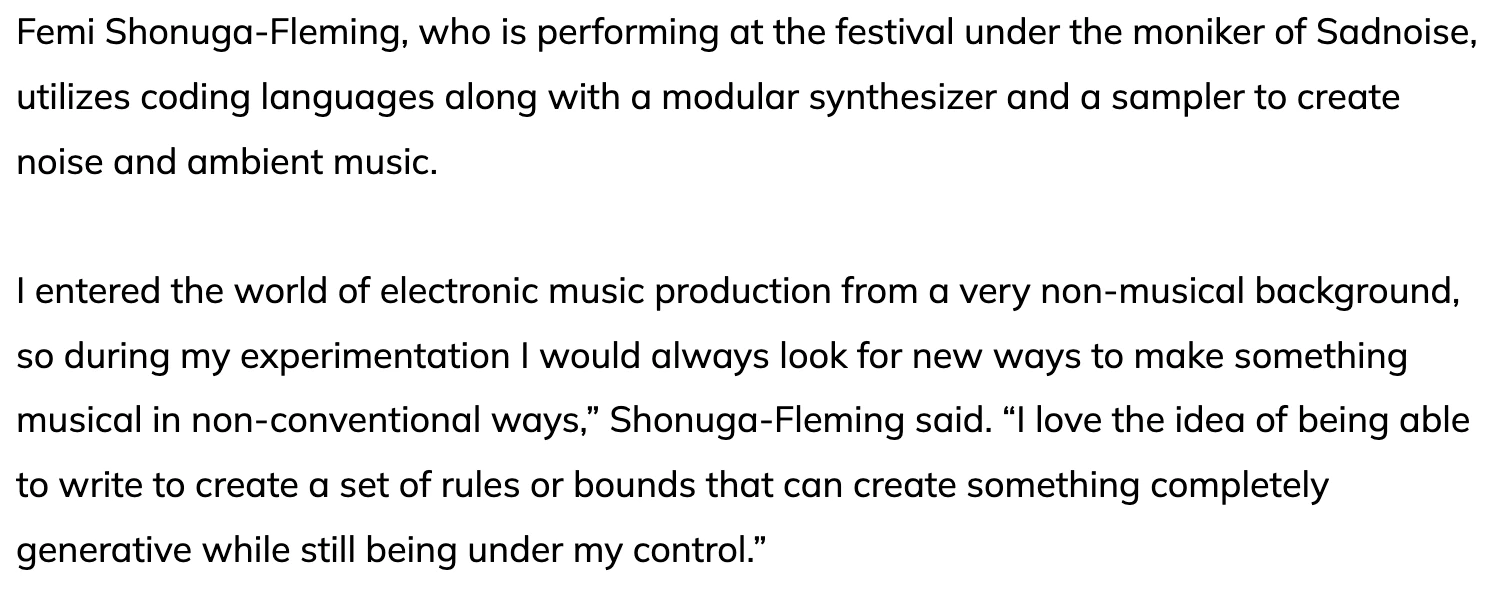 Femi Shonuga-Fleming, who is performing at the festival under the moniker of Sadnoise,
utilizes coding languages along with a modular synthesizer and a sampler to create
noise and ambient music.
I entered the world of electronic music production from a very non-musical background,
so during my experimentation I would always look for new ways to make something
musical in non-conventional ways,” Shonuga-Fleming said. “I love the idea of being able
to write to create a set of rules or bounds that can create something completely
generative while still being under my control.”